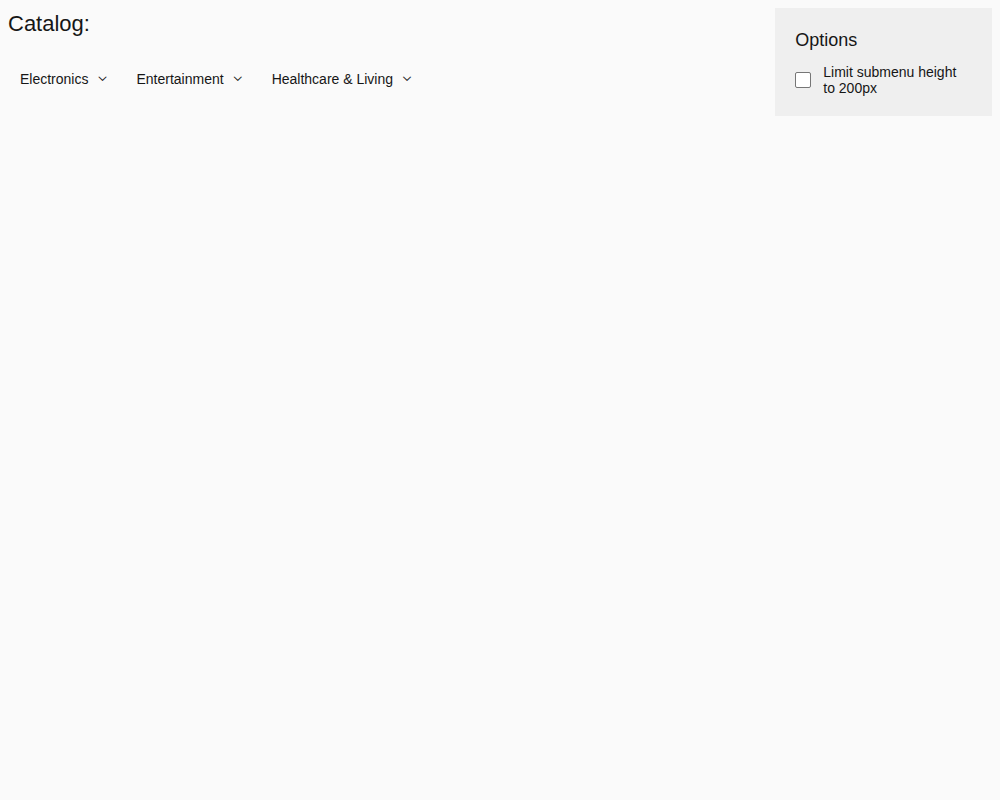 Catalog:
Electronics
Entertainment
Healthcare & Living
Options
Limit submenu height
to 200px